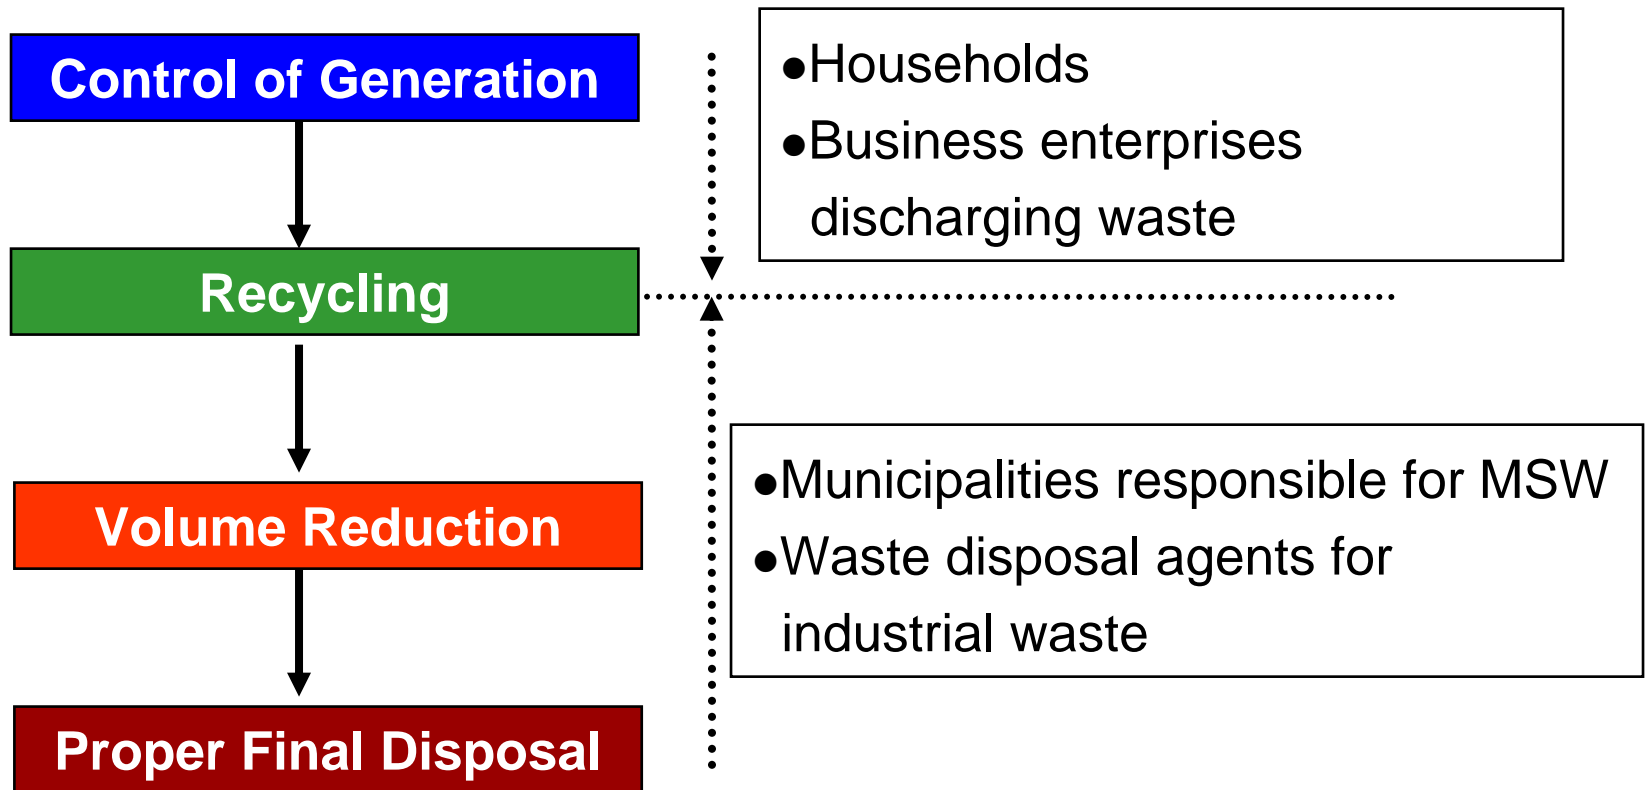 Control of Generation
●Households
●Business enterprises
discharging waste
Recycling
Volume Reduction
●Municipalities responsible for MSW
●Waste disposal agents for
industrial waste
Proper Final Disposal